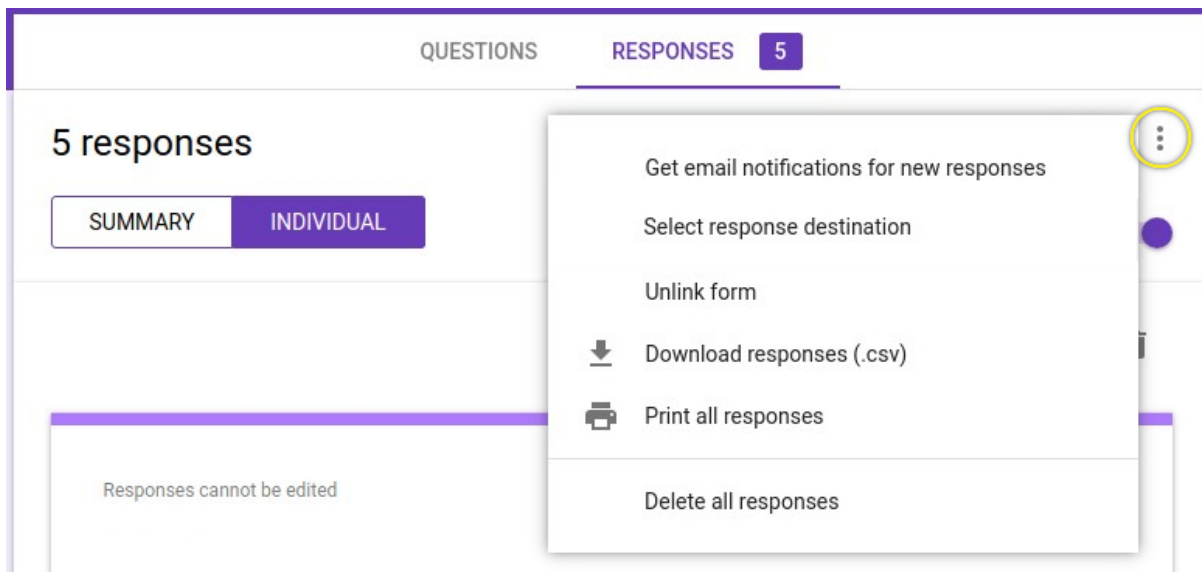 QUESTIONS RESPONSES 5
5 responses
SUMMARY INDIVIDUAL
Get email notifications for new responses
Select response destination
Unlink form
Download responses (.csv)
Print all responses
Delete all responses
Responses cannot be edited